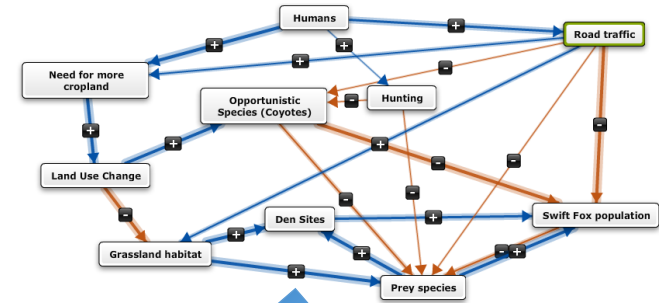 Humans
+
Road traffic
+
+
+
Need for more
cropland
-
Opportunistic
Species (Coyotes)
-
Hunting
-
+
+
+
-
-
Land Use Change
-
-
-
Den Sites
+
Swift Fox population
Grassland habitat
+
+
-
+
+
Prey species